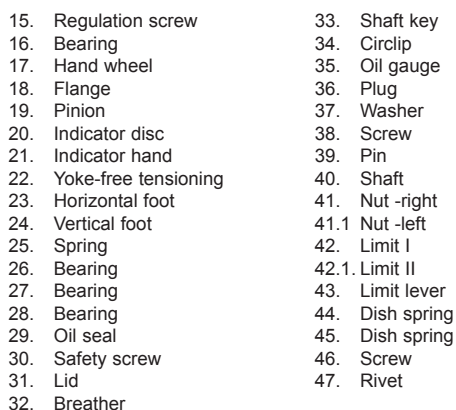 15. Regulation screw
16. Bearing
17. Hand wheel
18. Flange
19. Pinion
20. Indicator disc
21. Indicator hand
22. Yoke-free tensioning
23. Horizontal foot
24. Vertical foot
25. Spring
26. Bearing
27. Bearing
28. Bearing
29. Oil seal
30. Safety screw
31. Lid
32. Breather
33. Shaft key
34. Circlip
35. Oil gauge
36. Plug
37. Washer
38. Screw
39. Pin
40. Shaft
41. Nut -right
41.1 Nut -left
42. Limit I
42.1. Limit II
43. Limit lever
44. Dish spring
45. Dish spring
46. Screw
47. Rivet